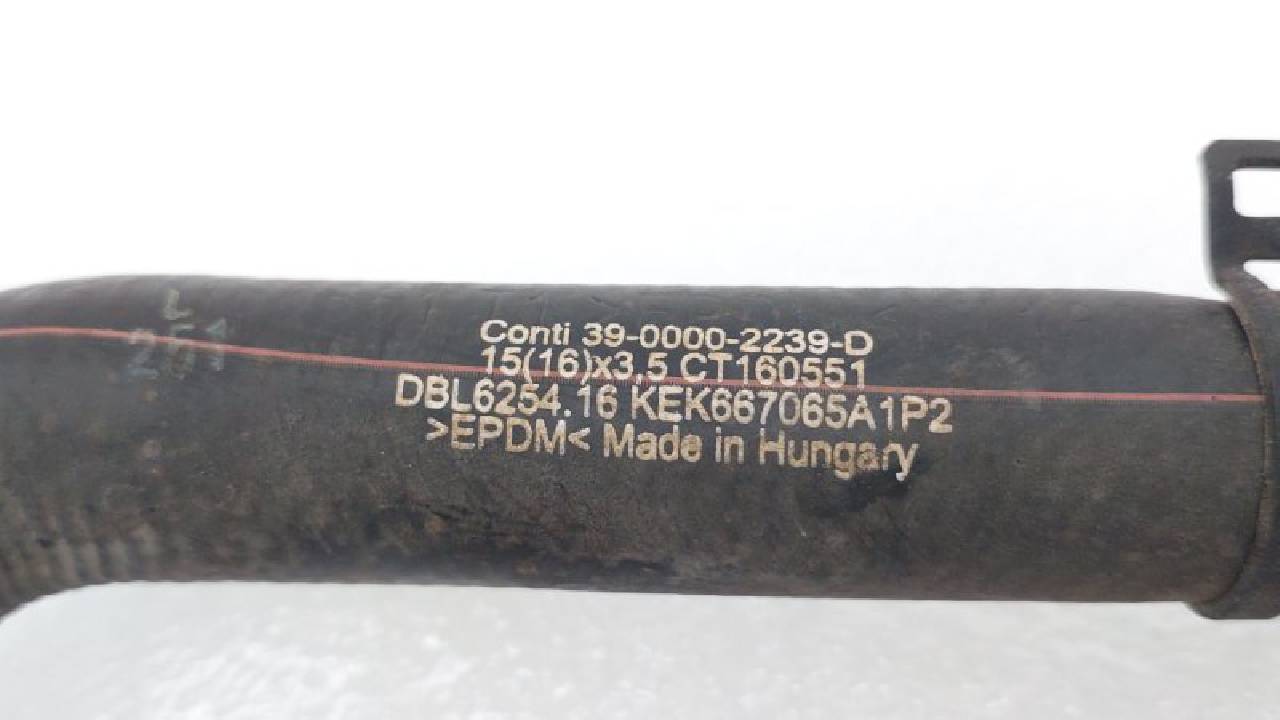 Conti 39-0000-2239-D
15(16)x3,5 CT160551
DBL6254.16 KEK667065A1P2
>EPDM< Made in Hungary